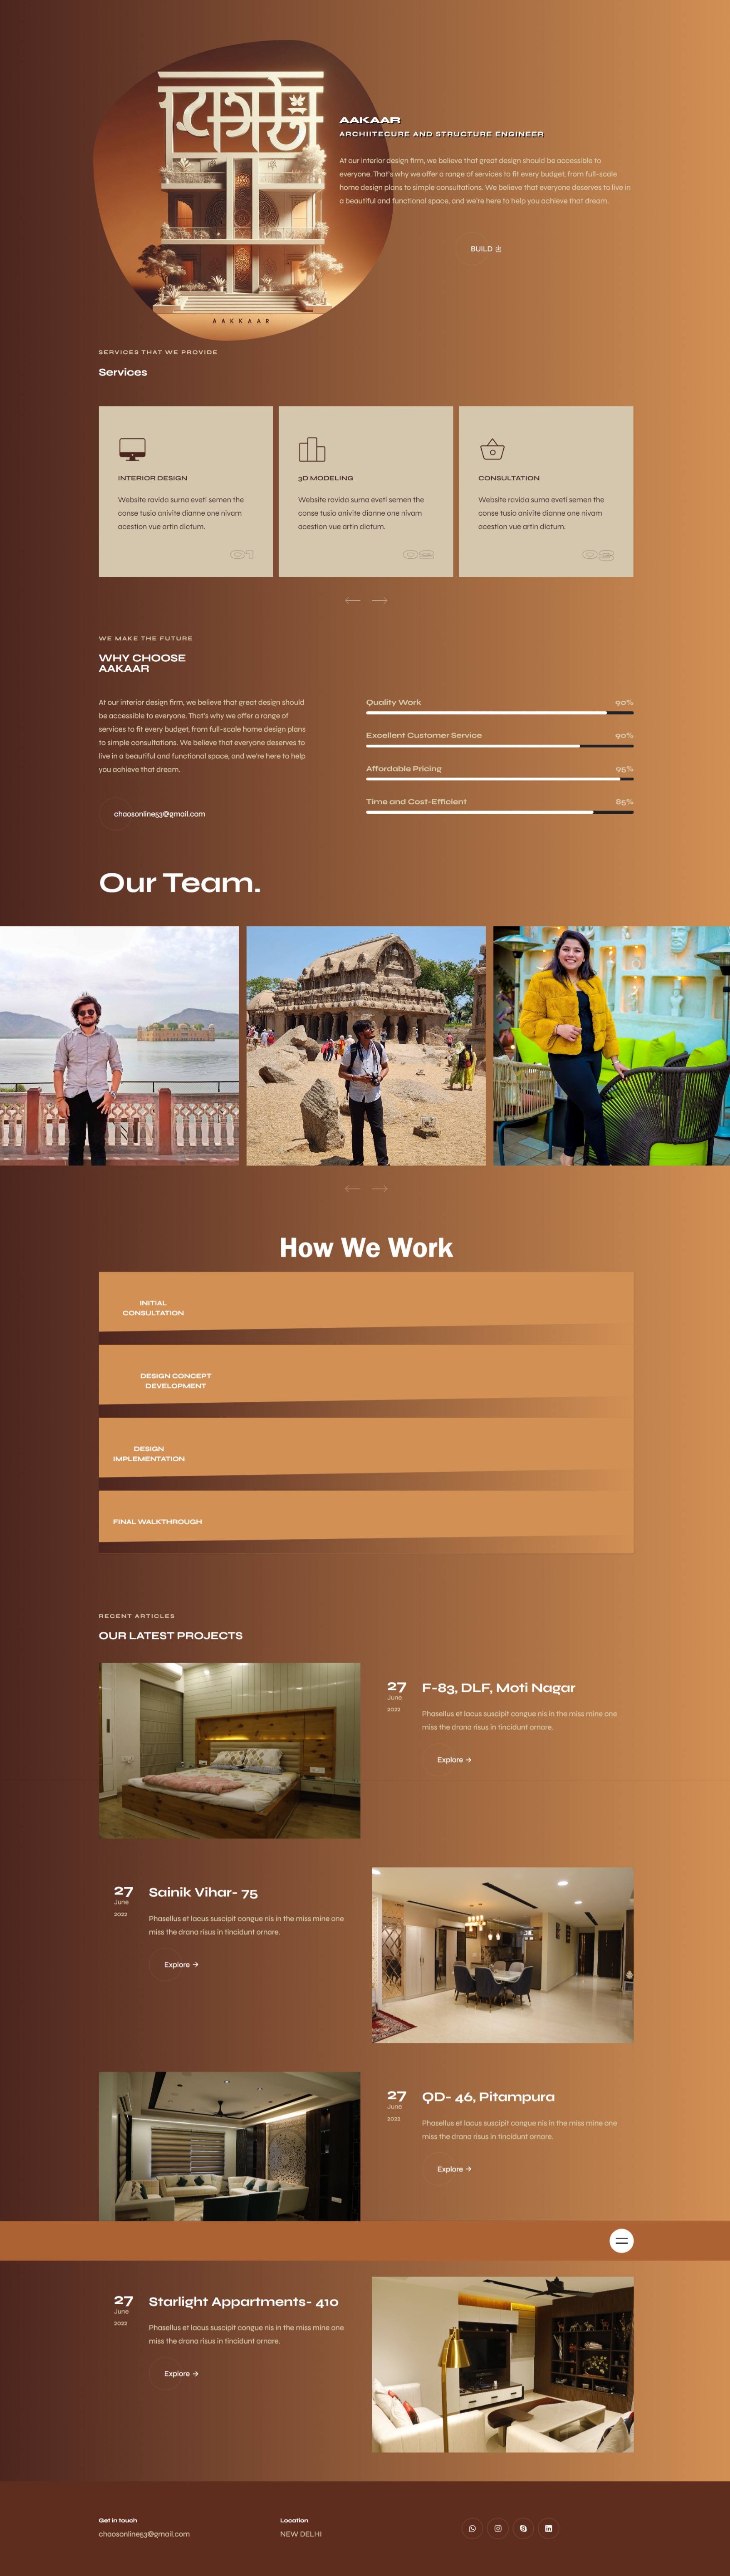 AAKAAR
ARCHIITECURE AND STRUCTURE ENGINEER
At our interior design firm, we believe that great design should be accessible to
everyone. That's why we offer a range of services to fit every budget, from full-scale
home design plans to simple consultations. We believe that everyone deserves to live in
a beautiful and functional space, and we're here to help you achieve that dream.
BUILD
AAKKAAR
SERVICES THAT WE PROVIDE
Services
INTERIOR DESIGN
Website ravida surna eveti semen the
conse tusio anivite dianne one nivam
acestion vue artin dictum.
01
3D MODELING
Website ravida surna eveti semen the
conse tusio anivite dianne one nivam
acestion vue artin dictum.
02
CONSULTATION
Website ravida surna eveti semen the
conse tusio anivite dianne one nivam
acestion vue artin dictum.
03
WE MAKE THE FUTURE
WHY CHOOSE
AAKAAR
At our interior design firm, we believe that great design should
be accessible to everyone. That's why we offer a range of
services to fit every budget, from full-scale home design plans
to simple consultations. We believe that everyone deserves to
live in a beautiful and functional space, and we're here to help
you achieve that dream.
chaosonline53@gmail.com
Quality Work 90%
Excellent Customer Service 90%
Affordable Pricing 95%
Time and Cost-Efficient 85%
Our Team.
How We Work
INITIAL
CONSULTATION
DESIGN CONCEPT
DEVELOPMENT
DESIGN
IMPLEMENTATION
FINAL WALKTHROUGH
RECENT ARTICLES
OUR LATEST PROJECTS
27
June
2022
F-83, DLF, Moti Nagar
Phasellus et lacus suscipit congue nis in the miss mine one
miss the drana risus in tincidunt ornare.
Explore
27
June
2022
Sainik Vihar- 75
Phasellus et lacus suscipit congue nis in the miss mine one
miss the drana risus in tincidunt ornare.
Explore
27
June
2022
QD- 46, Pitampura
Phasellus et lacus suscipit congue nis in the miss mine one
miss the drana risus in tincidunt ornare.
Explore
27
June
2022
Starlight Appartments- 410
Phasellus et lacus suscipit congue nis in the miss mine one
miss the drana risus in tincidunt ornare.
Explore
Get in touch
chaosonline53@gmail.com
Location
NEW DELHI